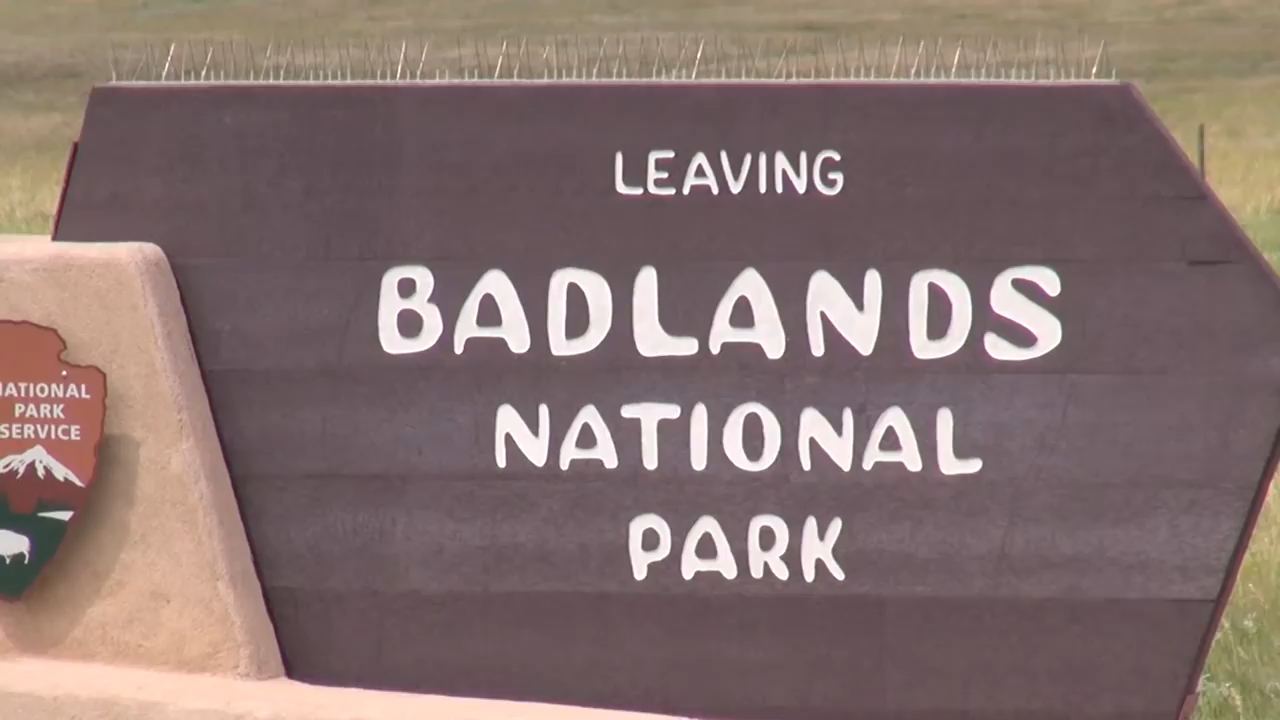 LEAVING
BADLANDS
NATIONAL
PARK
NATIONAL
PARK
SERVICE